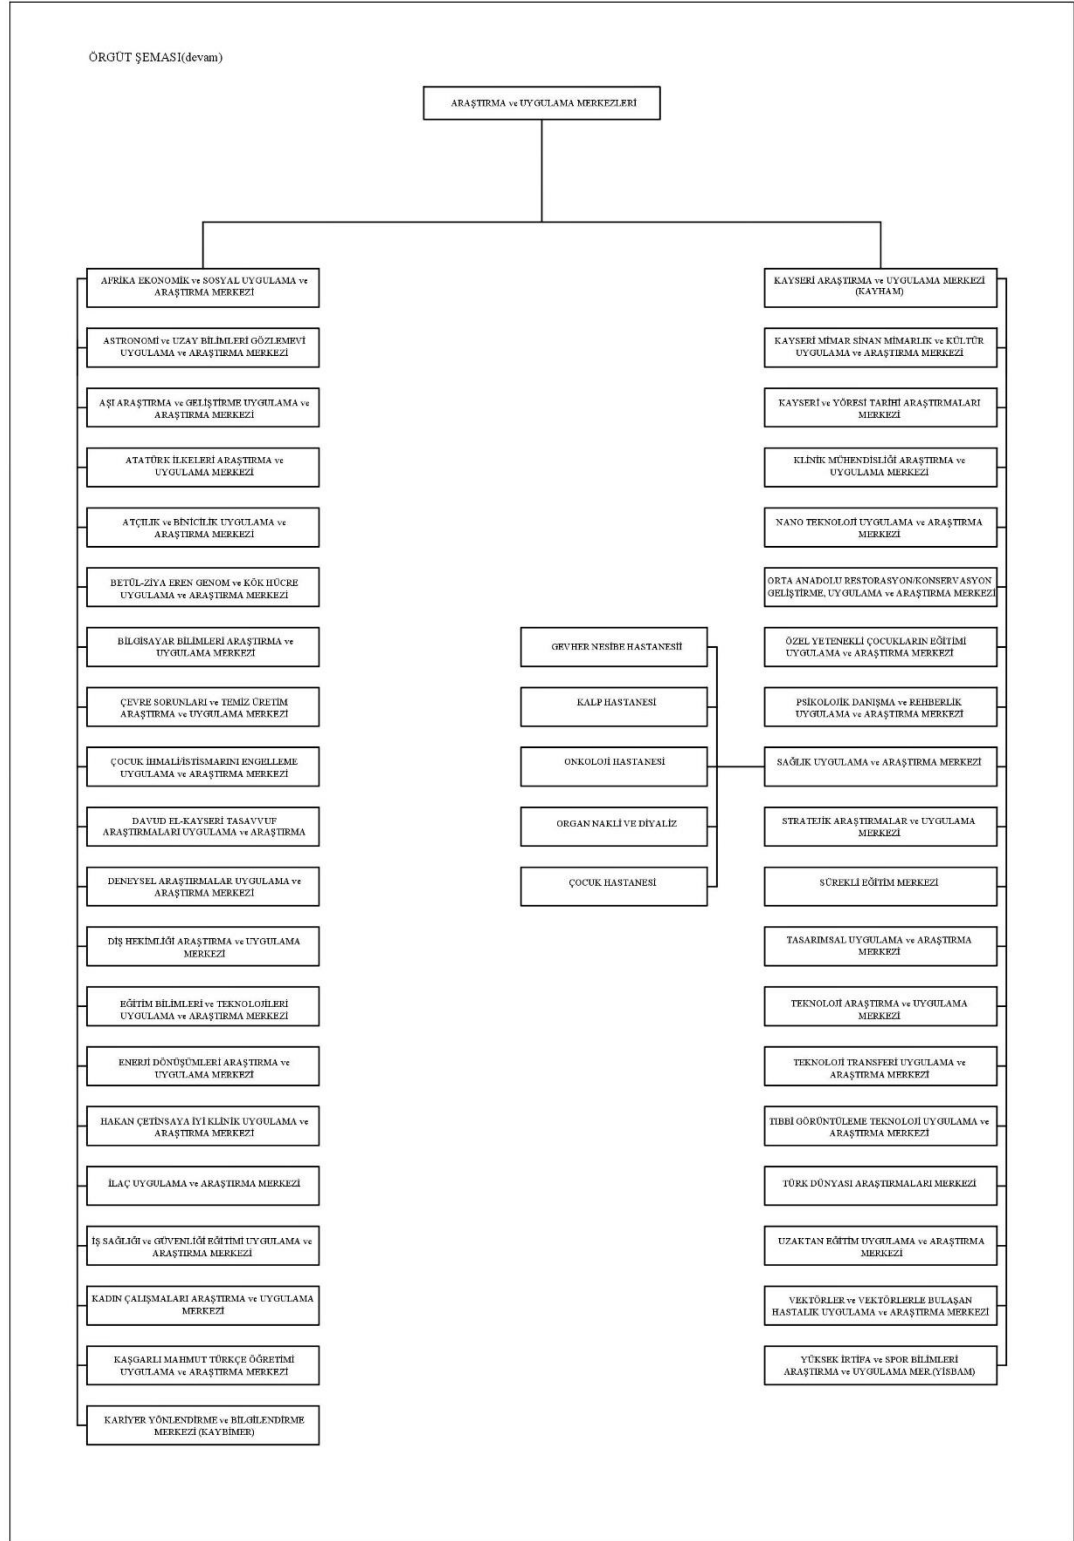 ÖRGÜT ŞEMASI(devam)
ARAŞTIRMA ve UYGULAMA MERKEZLERİ
AFRİKA EKONOMİK ve SOSYAL UYGULAMA ve
ARAŞTIRMA MERKEZİ
ASTRONOMİ ve UZAY BİLİMLERİ GÖZLEMEVİ
UYGULAMA ve ARAŞTIRMA MERKEZİ
AŞI ARAŞTIRMA ve GELİŞTİRME UYGULAMA ve
ARAŞTIRMA MERKEZİ
ATATÜRK İLKELERİ ARAŞTIRMA ve
UYGULAMA MERKEZİ
ATÇILIK ve BİNİCİLİK UYGULAMA ve
ARAŞTIRMA MERKEZİ
BETÜL-ZİYA EREN GENOM ve KÖK HÜCRE
UYGULAMA ve ARAŞTIRMA MERKEZİ
BİLGİSAYAR BİLİMLERİ ARAŞTIRMA ve
UYGULAMA MERKEZİ
ÇEVRE SORUNLARI ve TEMİZ ÜRETİM
ARAŞTIRMA ve UYGULAMA MERKEZİ
ÇOCUK İHMALİ/İSTİSMARINI ENGELLEME
UYGULAMA ve ARAŞTIRMA MERKEZİ
DAVUD EL-KAYSERİ TASAVVUF
ARAŞTIRMALARI UYGULAMA ve ARAŞTIRMA
DENEYSEL ARAŞTIRMALAR UYGULAMA ve
ARAŞTIRMA MERKEZİ
DİŞ HEKİMLİĞİ ARAŞTIRMA ve UYGULAMA
MERKEZİ
EĞİTİM BİLİMLERİ ve TEKNOLOJİLERİ
UYGULAMA ve ARAŞTIRMA MERKEZİ
ENERJİ DÖNÜŞÜMLERİ ARAŞTIRMA ve
UYGULAMA MERKEZİ
HAKAN ÇETİNSAYA İYİ KLİNİK UYGULAMA ve
ARAŞTIRMA MERKEZİ
İLAÇ UYGULAMA ve ARAŞTIRMA MERKEZİ
İŞ SAĞLIĞI ve GÜVENLİĞİ EĞİTİMİ UYGULAMA ve
ARAŞTIRMA MERKEZİ
KADIN ÇALIŞMALARI ARAŞTIRMA ve UYGULAMA
MERKEZİ
KAŞGARLI MAHMUT TÜRKÇE ÖĞRETİMİ
UYGULAMA ve ARAŞTIRMA MERKEZİ
KARİYER YÖNLENDİRME ve BİLGİLENDİRME
MERKEZİ (KAYBİMER)
GEVHER NESİBE HASTANESİİ
KALP HASTANESİ
ONKOLOJİ HASTANESİ
ORGAN NAKLİ VE DİYALİZ
ÇOCUK HASTANESİ
KAYSERİ ARAŞTIRMA ve UYGULAMA MERKEZİ
(KAYHAM)
KAYSERİ MİMAR SİNAN MİMARLIK ve KÜLTÜR
UYGULAMA ve ARAŞTIRMA MERKEZİ
KAYSERİ ve YÖRESİ TARİHİ ARAŞTIRMALARI
MERKEZİ
KLİNİK MÜHENDİSLİĞİ ARAŞTIRMA ve
UYGULAMA MERKEZİ
NANO TEKNOLOJİ UYGULAMA ve ARAŞTIRMA
MERKEZİ
ORTA ANADOLU RESTORASYON/KONSERVASYON
GELİŞTİRME, UYGULAMA ve ARAŞTIRMA MERKEZİ
ÖZEL YETENEKLİ ÇOCUKLARIN EĞİTİMİ
UYGULAMA ve ARAŞTIRMA MERKEZİ
PSİKOLOJİK DANIŞMA ve REHBERLİK
UYGULAMA ve ARAŞTIRMA MERKEZİ
SAĞLIK UYGULAMA ve ARAŞTIRMA MERKEZİ
STRATEJİK ARAŞTIRMALAR ve UYGULAMA
MERKEZİ
SÜREKLİ EĞİTİM MERKEZİ
TASARIMSAL UYGULAMA ve ARAŞTIRMA
MERKEZİ
TEKNOLOJİ ARAŞTIRMA ve UYGULAMA
MERKEZİ
TEKNOLOJİ TRANSFERİ UYGULAMA ve
ARAŞTIRMA MERKEZİ
TIBBİ GÖRÜNTÜLEME TEKNOLOJİ UYGULAMA ve
ARAŞTIRMA MERKEZİ
TÜRK DÜNYASI ARAŞTIRMALARI MERKEZİ
UZAKTAN EĞİTİM UYGULAMA ve ARAŞTIRMA
MERKEZİ
VEKTÖRLER ve VEKTÖRLERLE BULAŞAN
HASTALIK UYGULAMA ve ARAŞTIRMA MERKEZİ
YÜKSEK İRTİFA ve SPOR BİLİMLERİ
ARAŞTIRMA ve UYGULAMA MER.(YİSBAM)